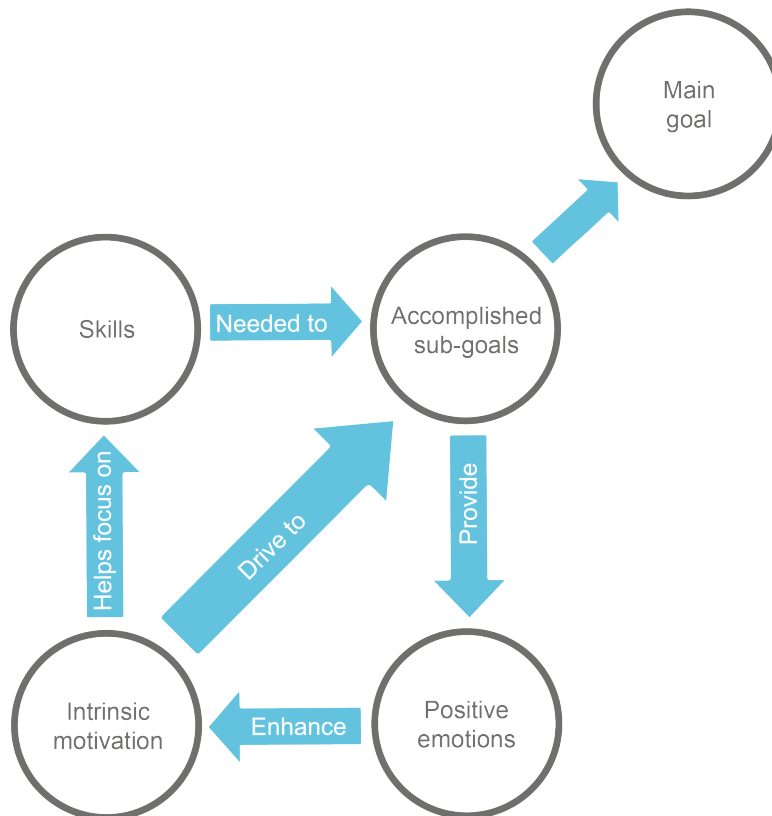 Main
goal
Skills
Needed to
Accomplished
sub-goals
Helps focus on
Drive to
Provide
Intrinsic
motivation
Enhance
Positive
emotions